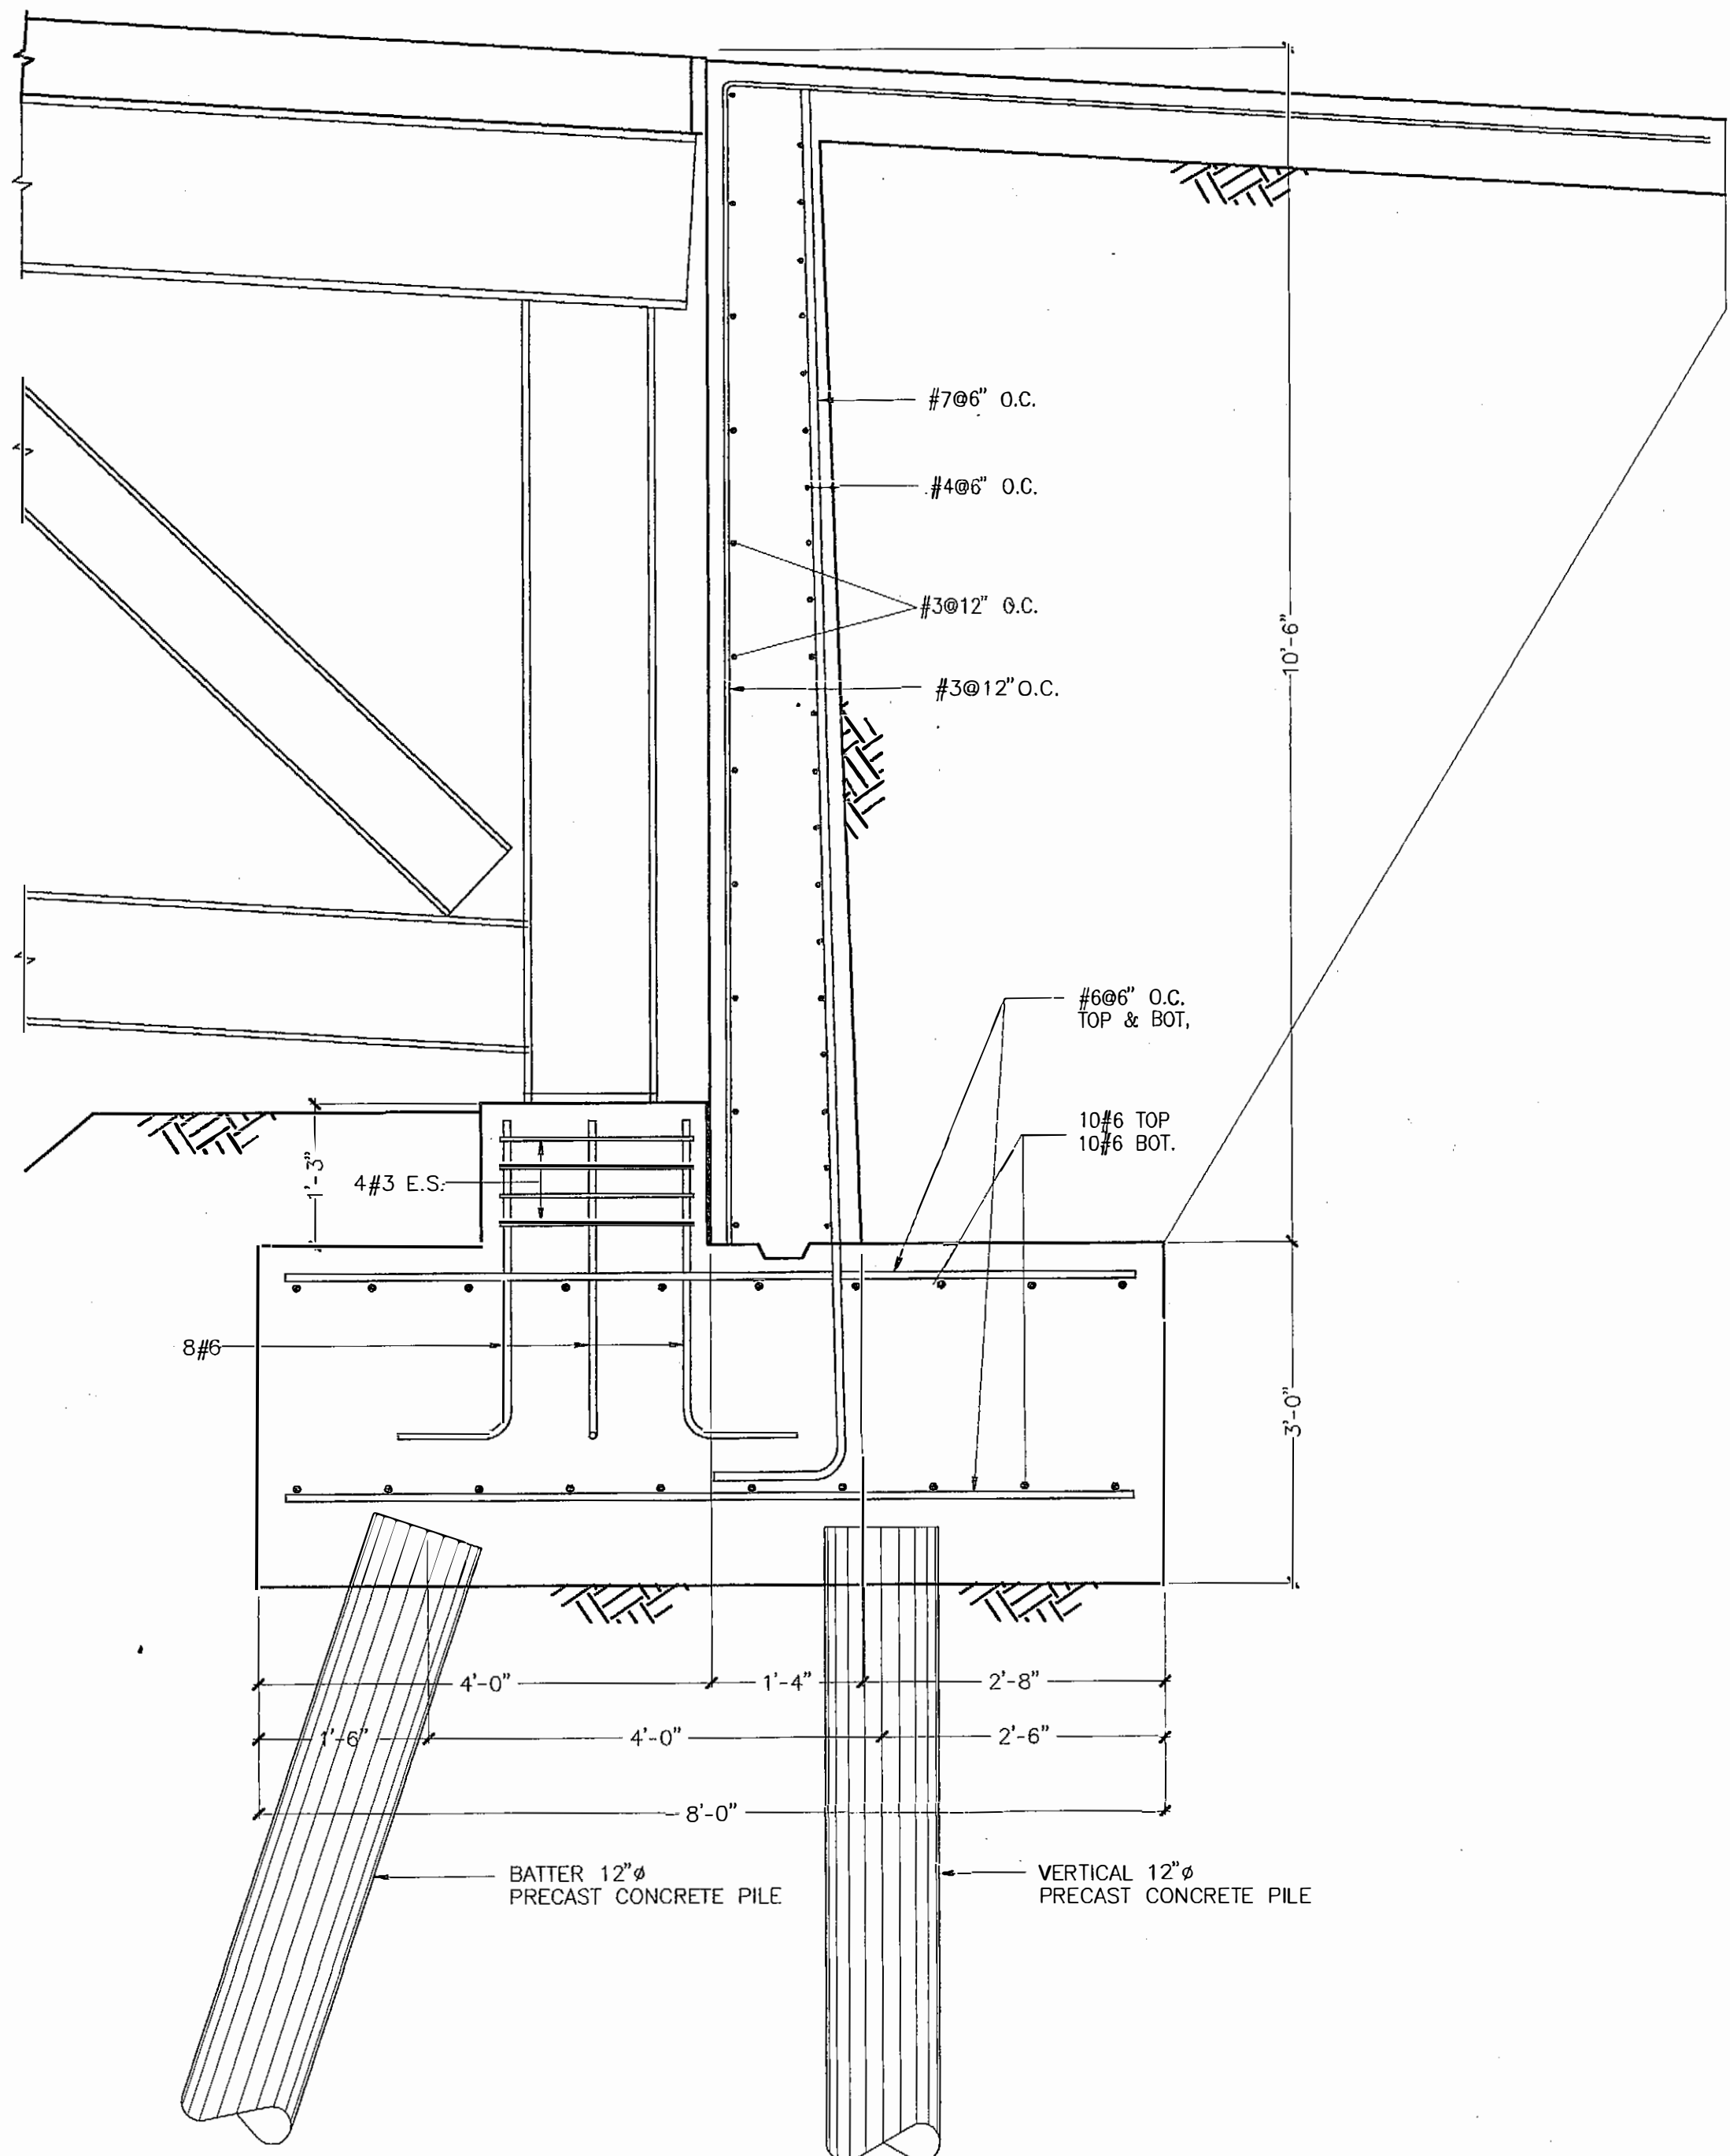 #7@6" O.C.
#4@6" O.C.
#3@12" O.C.
10'-6"
#3@12"O.C.
#6@6" O.C.
TOP & BOT,
10#6 TOP
10#6 BOT.
1'-3"
4#3 E.S.
8#6
3'-0"
4'-0" 1'-4" 2'-8"
1'-6" 4'-0" 2'-6"
8'-0"
BATTER 12"ø
PRECAST CONCRETE PILE
VERTICAL 12"ø
PRECAST CONCRETE PILE